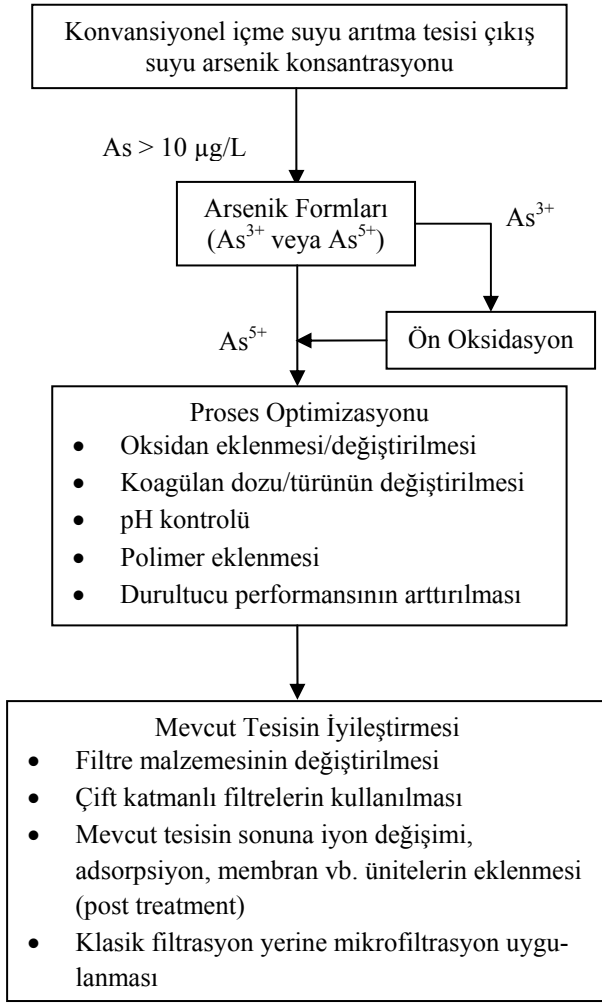 Konvansiyonel içme suyu arıtma tesisi çıkış
suyu arsenik konsantrasyonu
As > 10 µg/L
Arsenik Formları
(As³⁺ veya As⁵⁺)
As³⁺
As⁵⁺
Ön Oksidasyon
Proses Optimizasyonu
• Oksidan eklenmesi/değiştirilmesi
• Koagülan dozu/türünün değiştirilmesi
• pH kontrolü
• Polimer eklenmesi
• Durultucu performansının arttırılması
Mevcut Tesisin İyileştirmesi
• Filtre malzemesinin değiştirilmesi
• Çift katmanlı filtrelerin kullanılması
• Mevcut tesisin sonuna iyon değişimi,
adsorpsiyon, membran vb. ünitelerin eklenmesi
(post treatment)
• Klasik filtrasyon yerine mikrofiltrasyon uygu-
lanması